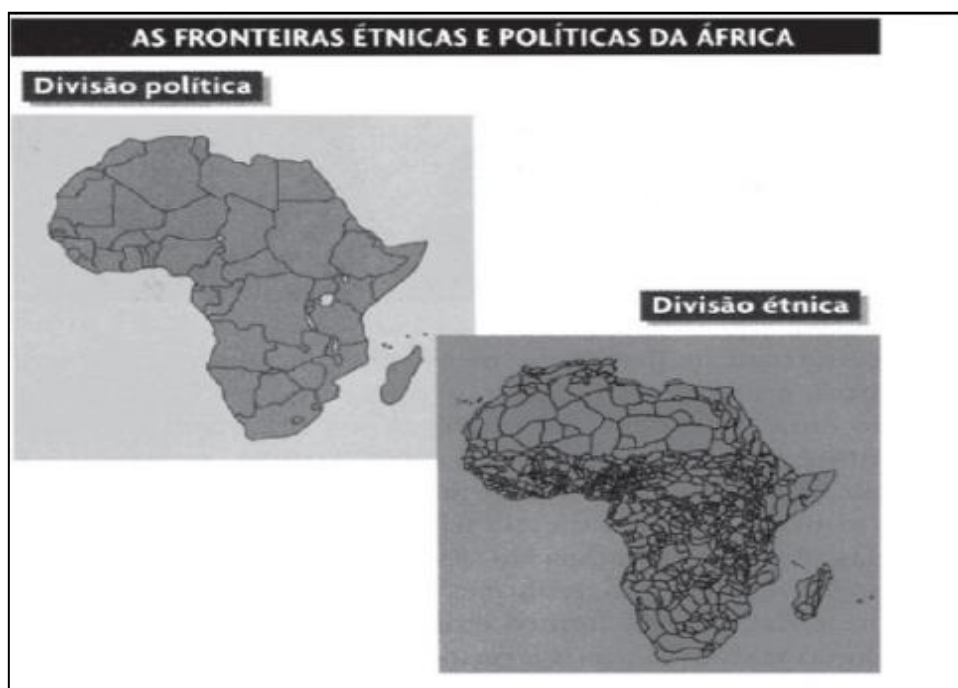 AS FRONTEIRAS ÉTNICAS E POLÍTICAS DA ÁFRICA
Divisão política
Divisão étnica